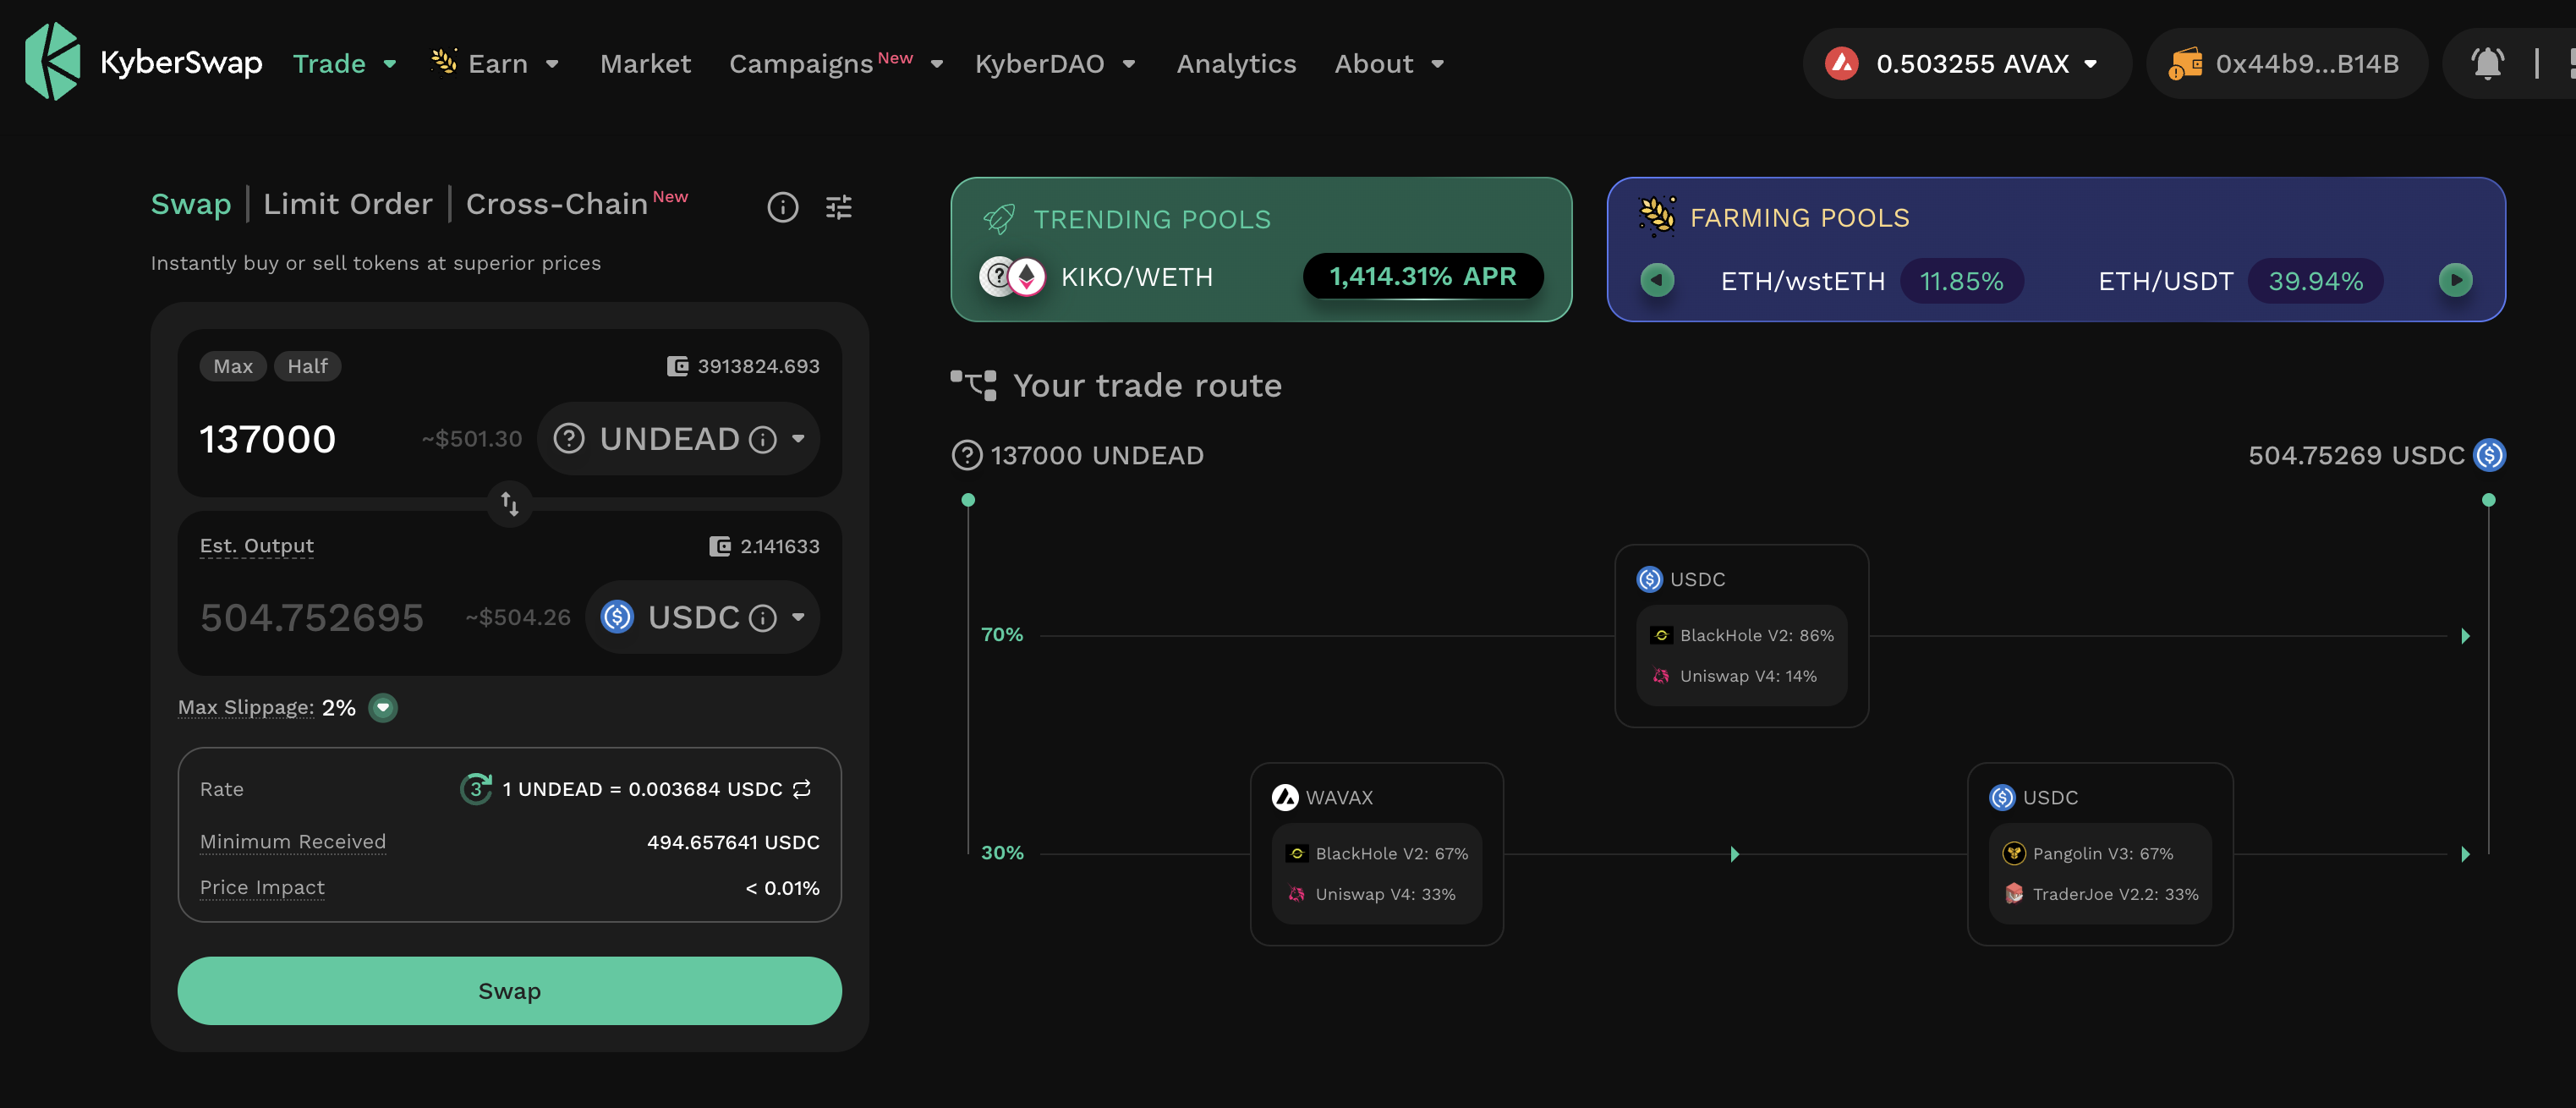 KyberSwap Trade Earn Market Campaigns New KyberDAO Analytics About 0.503255 AVAX 0x44b9...B14B
Swap | Limit Order | Cross-Chain New
Instantly buy or sell tokens at superior prices
Max Half 3913824.693
137000 ~$501.30 UNDEAD
Est. Output 2.141633
504.752695 ~$504.26 USDC
Max Slippage: 2%
Rate 3 1 UNDEAD = 0.003684 USDC
Minimum Received 494.657641 USDC
Price Impact < 0.01%
Swap
TRENDING POOLS
KIKO/WETH 1,414.31% APR
FARMING POOLS
ETH/wstETH 11.85% ETH/USDT 39.94%
Your trade route
137000 UNDEAD 504.75269 USDC
70%
USDC
BlackHole V2: 86%
Uniswap V4: 14%
30%
WAVAX
BlackHole V2: 67%
Uniswap V4: 33%
USDC
Pangolin V3: 67%
TraderJoe V2.2: 33%